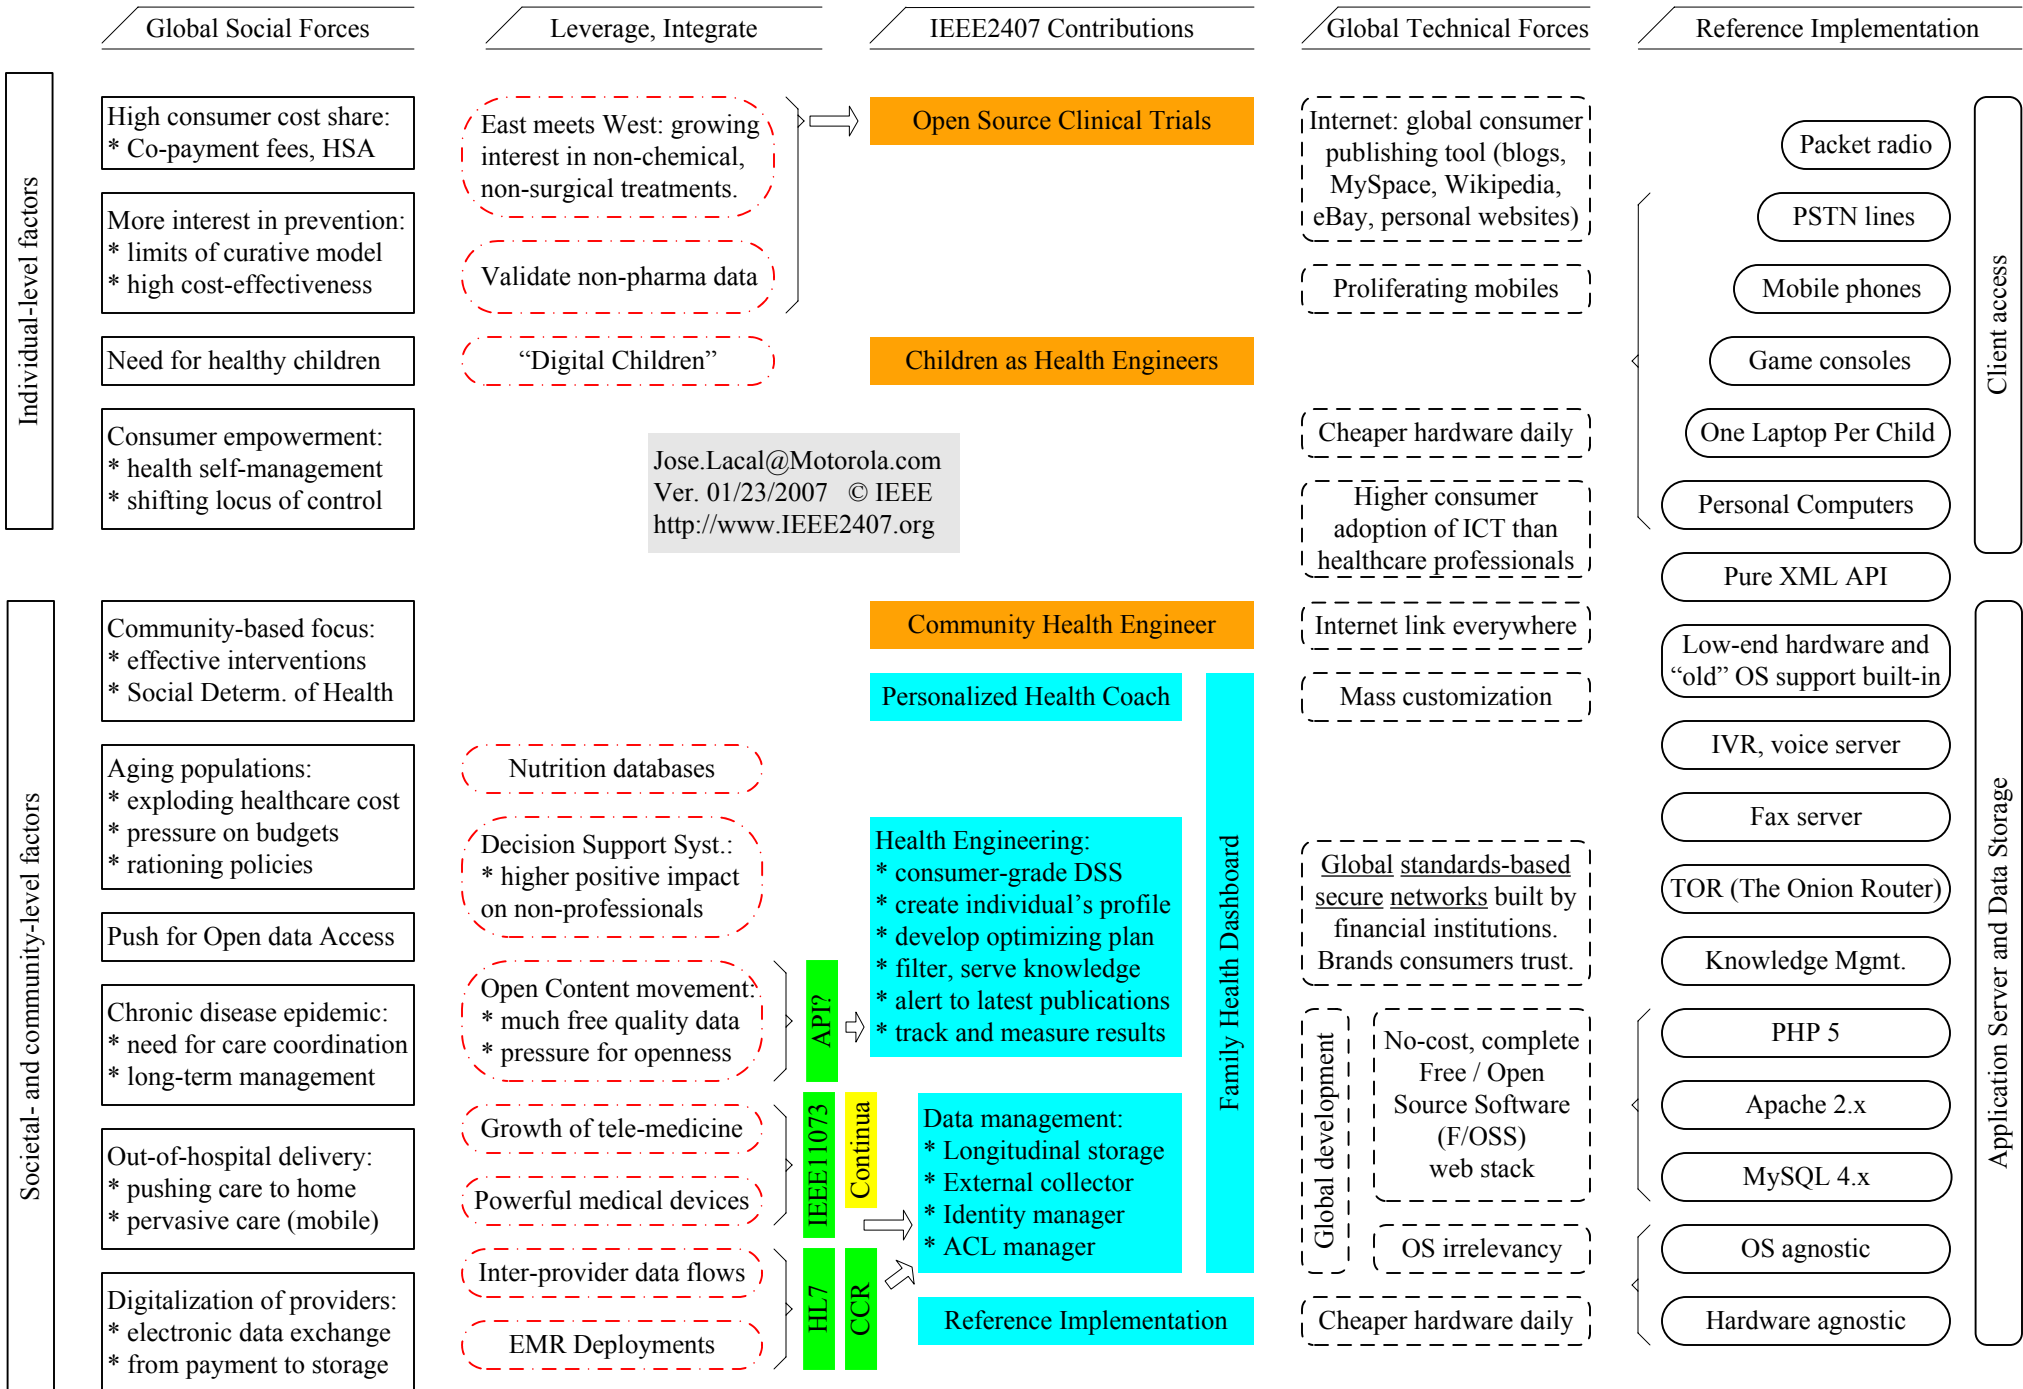 Global Social Forces
Leverage, Integrate
IEEE2407 Contributions
Global Technical Forces
Reference Implementation
Individual-level factors
High consumer cost share:
* Co-payment fees, HSA
More interest in prevention:
* limits of curative model
* high cost-effectiveness
Need for healthy children
Consumer empowerment:
* health self-management
* shifting locus of control
Societal- and community-level factors
Community-based focus:
* effective interventions
* Social Determ. of Health
Aging populations:
* exploding healthcare cost
* pressure on budgets
* rationing policies
Push for Open data Access
Chronic disease epidemic:
* need for care coordination
* long-term management
Out-of-hospital delivery:
* pushing care to home
* pervasive care (mobile)
Digitalization of providers:
* electronic data exchange
* from payment to storage
East meets West: growing
interest in non-chemical,
non-surgical treatments.
Validate non-pharma data
“Digital Children”
Jose.Lacal@Motorola.com
Ver. 01/23/2007 © IEEE
http://www.IEEE2407.org
Nutrition databases
Decision Support Syst.:
* higher positive impact
on non-professionals
Open Content movement:
* much free quality data
* pressure for openness
Growth of tele-medicine
Powerful medical devices
Inter-provider data flows
EMR Deployments
API?
IEEE11073
Continua
HL7
CCR
Open Source Clinical Trials
Children as Health Engineers
Community Health Engineer
Personalized Health Coach
Health Engineering:
* consumer-grade DSS
* create individual’s profile
* develop optimizing plan
* filter, serve knowledge
* alert to latest publications
* track and measure results
Data management:
* Longitudinal storage
* External collector
* Identity manager
* ACL manager
Reference Implementation
Family Health Dashboard
Internet: global consumer
publishing tool (blogs,
MySpace, Wikipedia,
eBay, personal websites)
Proliferating mobiles
Cheaper hardware daily
Higher consumer
adoption of ICT than
healthcare professionals
Internet link everywhere
Mass customization
Global standards-based
secure networks built by
financial institutions.
Brands consumers trust.
Global development
No-cost, complete
Free / Open
Source Software
(F/OSS)
web stack
OS irrelevancy
Cheaper hardware daily
Packet radio
PSTN lines
Mobile phones
Game consoles
One Laptop Per Child
Personal Computers
Pure XML API
Low-end hardware and
“old” OS support built-in
IVR, voice server
Fax server
TOR (The Onion Router)
Knowledge Mgmt.
PHP 5
Apache 2.x
MySQL 4.x
OS agnostic
Hardware agnostic
Client access
Application Server and Data Storage